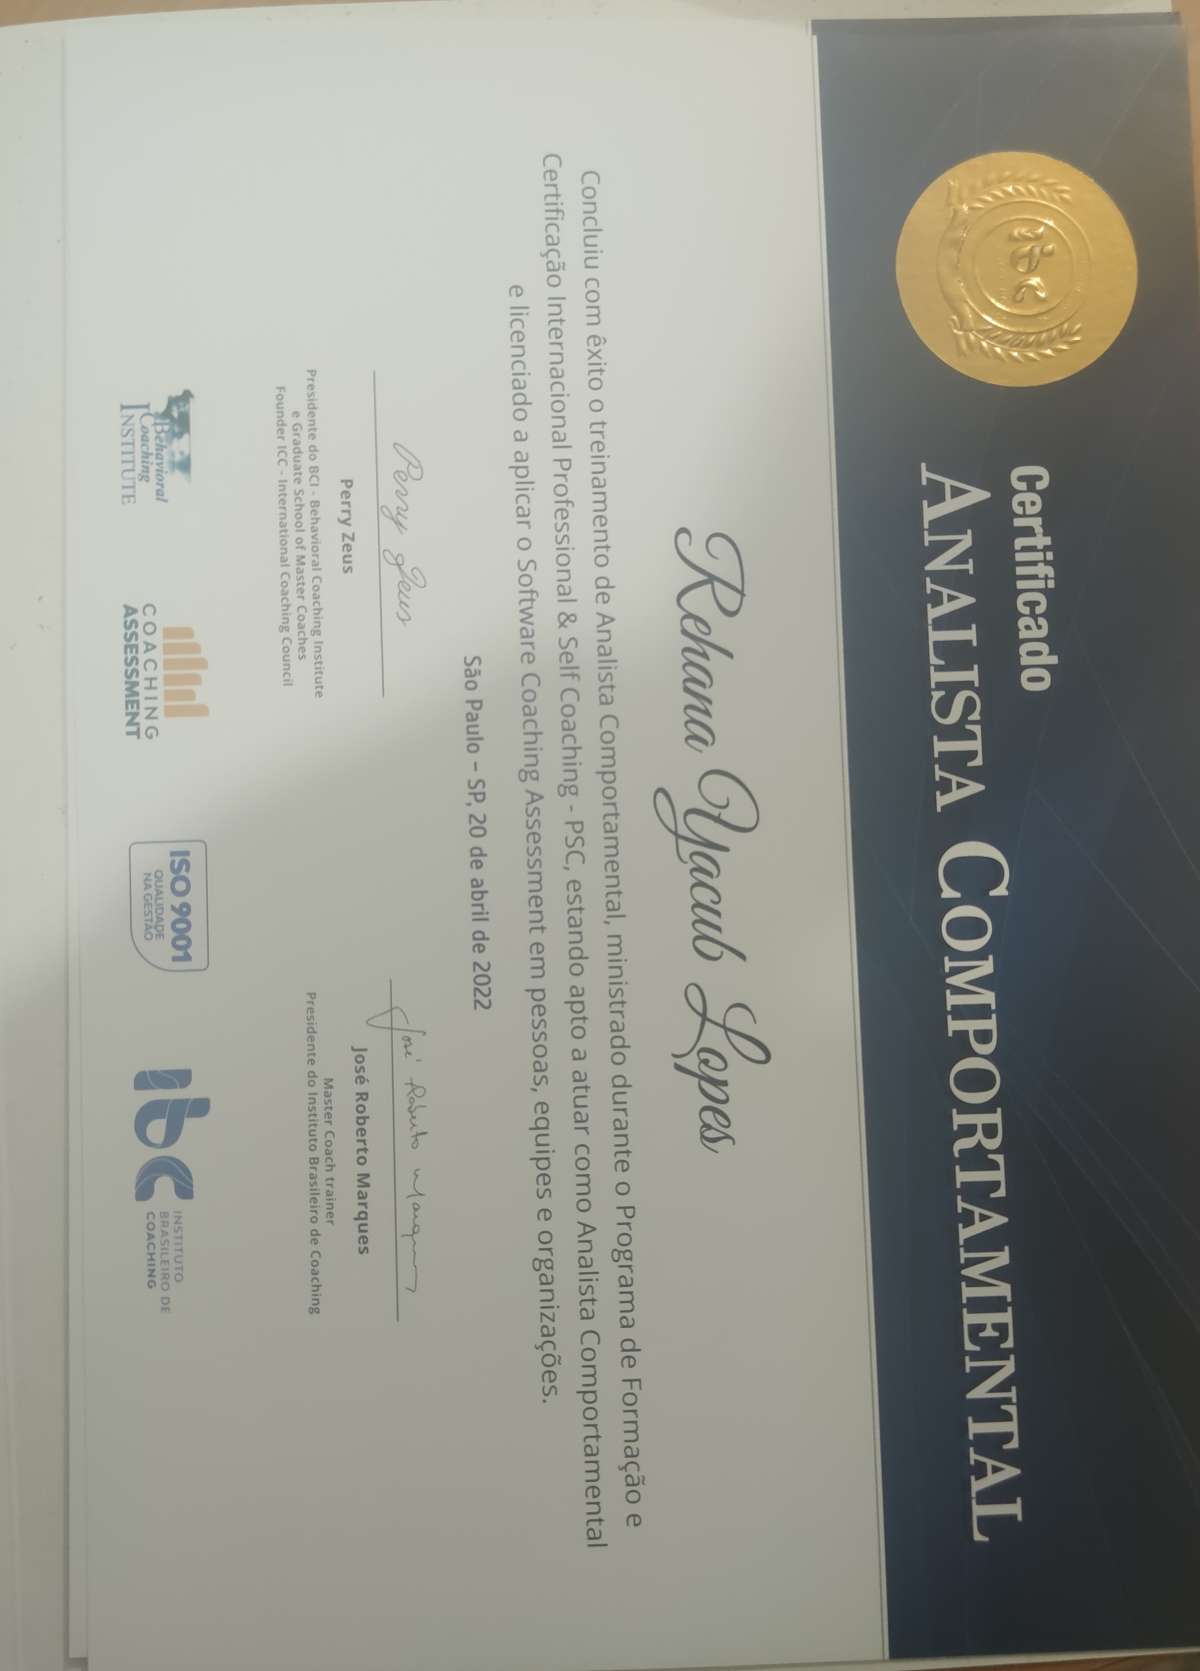 Certificado
ANALISTA COMPORTAMENTAL
ibc
Rehana Yacub Lopes
Concluiu com êxito o treinamento de Analista Comportamental, ministrado durante o Programa de Formação e
Certificação Internacional Professional & Self Coaching - PSC, estando apto a atuar como Analista Comportamental
e licenciado a aplicar o Software Coaching Assessment em pessoas, equipes e organizações.
São Paulo – SP, 20 de abril de 2022
Perry Zeus
Perry Zeus
Presidente do BCI - Behavioral Coaching Institute
e Graduate School of Master Coaches
Founder ICC - International Coaching Council
José Roberto Marques
José Roberto Marques
Master Coach trainer
Presidente do Instituto Brasileiro de Coaching
Behavioral
Coaching
INSTITUTE
COACHING
ASSESSMENT
ISO 9001
QUALIDADE
NA GESTÃO
ibc
INSTITUTO
BRASILEIRO DE
COACHING